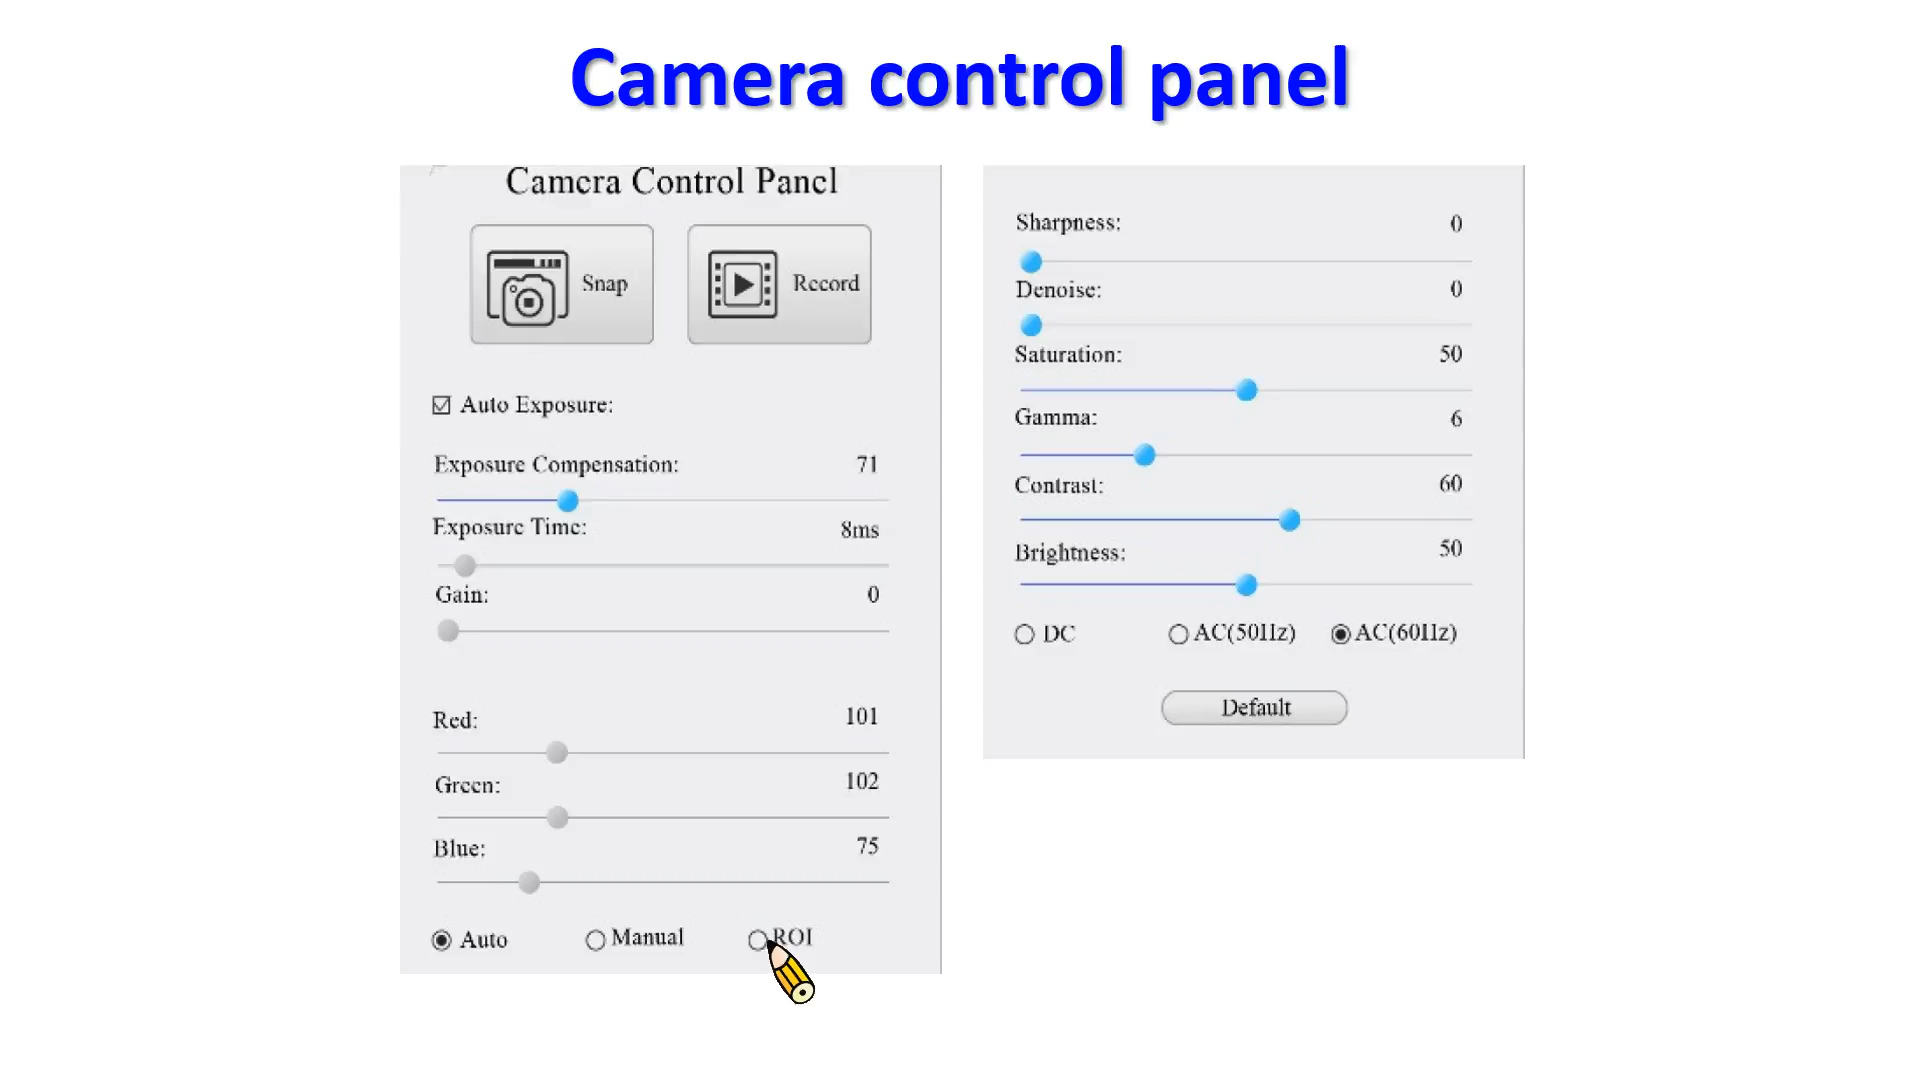 Camera control panel
Camera Control Panel
Snap
Record
Auto Exposure:
Exposure Compensation: 71
Exposure Time: 8ms
Gain: 0
Red: 101
Green: 102
Blue: 75
Auto Manual ROI
Sharpness: 0
Denoise: 0
Saturation: 50
Gamma: 6
Contrast: 60
Brightness: 50
DC AC(50Hz) AC(60Hz)
Default